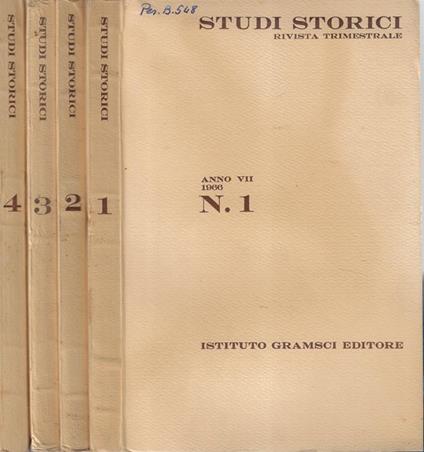 STUDI STORICI
4
STUDI STORICI
3
STUDI STORICI
2
STUDI STORICI
1
Per. B. 548
STUDI STORICI
RIVISTA TRIMESTRALE
ANNO VII
1966
N. 1
ISTITUTO GRAMSCI EDITORE